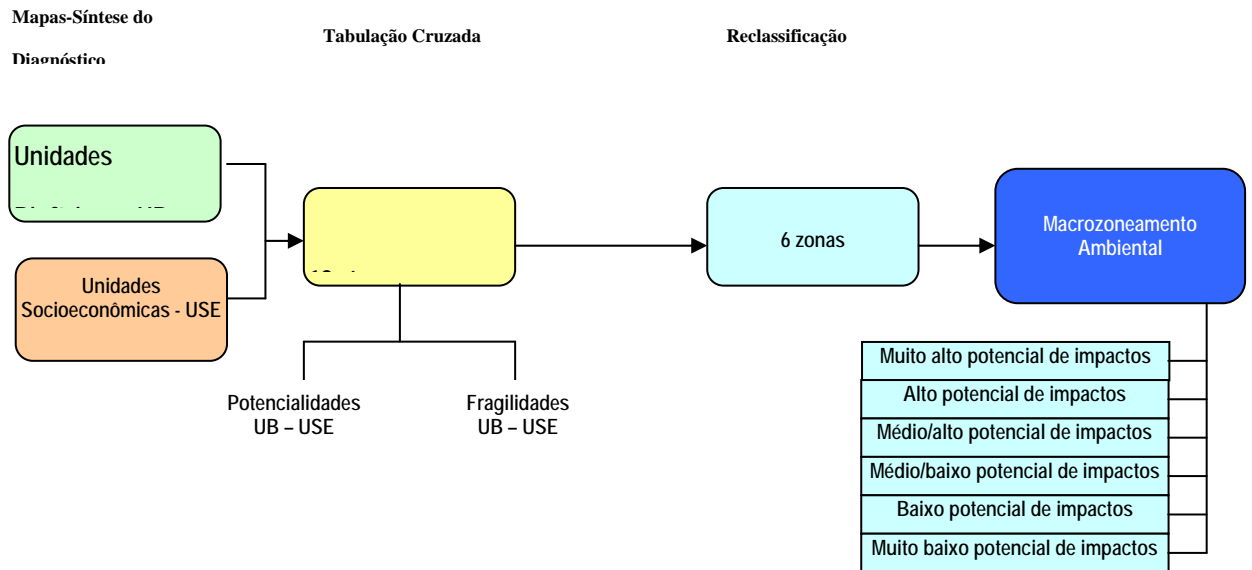 Mapas-Síntese do
Diagnóstico
Tabulação Cruzada
Reclassificação
Unidades
Unidades
Socioeconômicas - USE
6 zonas
Macrozoneamento
Ambiental
Potencialidades
UB – USE
Fragilidades
UB – USE
Muito alto potencial de impactos
Alto potencial de impactos
Médio/alto potencial de impactos
Médio/baixo potencial de impactos
Baixo potencial de impactos
Muito baixo potencial de impactos